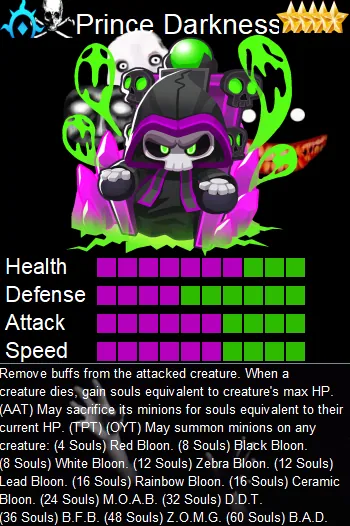 Prince Darkness
Health
Defense
Attack
Speed
Remove buffs from the attacked creature. When a
creature dies, gain souls equivalent to creature's max HP.
(AAT) May sacrifice its minions for souls equivalent to their
current HP. (TPT) (OYT) May summon minions on any
creature: (4 Souls) Red Bloon. (8 Souls) Black Bloon.
(8 Souls) White Bloon. (12 Souls) Zebra Bloon. (12 Souls)
Lead Bloon. (16 Souls) Rainbow Bloon. (16 Souls) Ceramic
Bloon. (24 Souls) M.O.A.B. (32 Souls) D.D.T.
(36 Souls) B.F.B. (48 Souls) Z.O.M.G. (60 Souls) B.A.D.